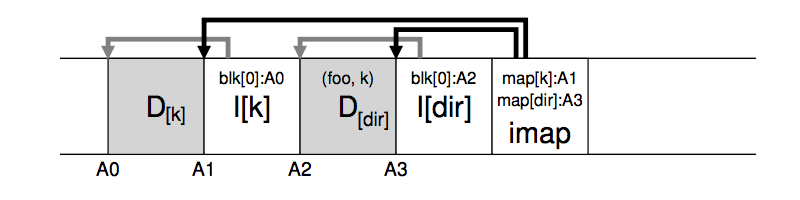 blk[0]:A0
(foo, k)
blk[0]:A2
map[k]:A1
map[dir]:A3
D[k]
I[k]
D[dir]
I[dir]
imap
A0
A1
A2
A3